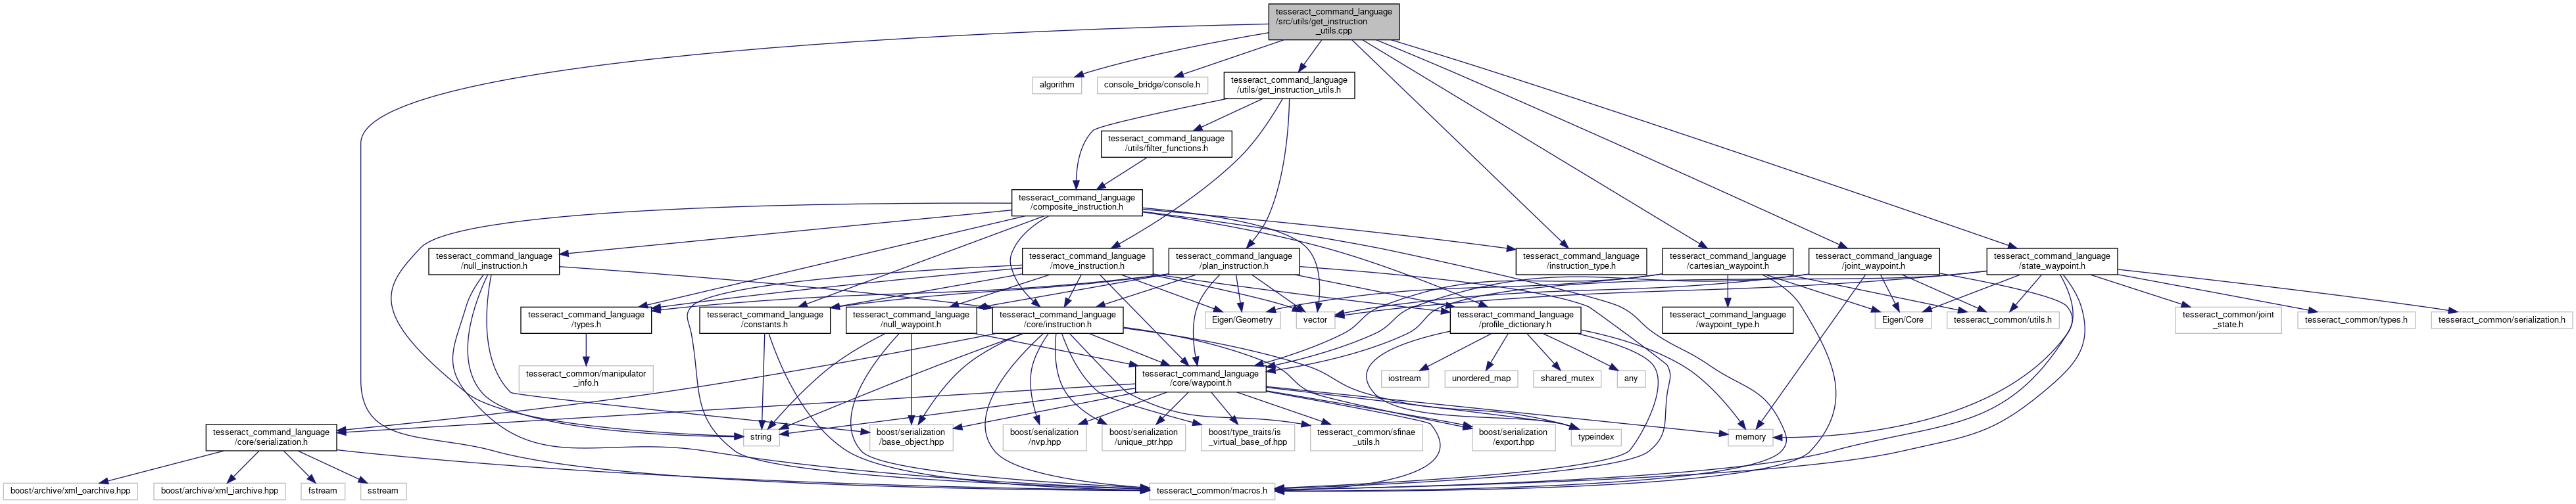 tesseract_command_language
/src/utils/get_instruction
_utils.cpp
algorithm
console_bridge/console.h
tesseract_command_language
/utils/get_instruction_utils.h
tesseract_command_language
/utils/filter_functions.h
tesseract_command_language
/composite_instruction.h
tesseract_command_language
/null_instruction.h
tesseract_command_language
/move_instruction.h
tesseract_command_language
/plan_instruction.h
tesseract_command_language
/instruction_type.h
tesseract_command_language
/cartesian_waypoint.h
tesseract_command_language
/joint_waypoint.h
tesseract_command_language
/state_waypoint.h
tesseract_command_language
/types.h
tesseract_command_language
/constants.h
tesseract_command_language
/null_waypoint.h
tesseract_command_language
/core/instruction.h
Eigen/Geometry
vector
tesseract_command_language
/profile_dictionary.h
tesseract_command_language
/waypoint_type.h
Eigen/Core
tesseract_common/utils.h
tesseract_common/joint
_state.h
tesseract_common/types.h
tesseract_common/serialization.h
tesseract_common/manipulator
_info.h
tesseract_command_language
/core/waypoint.h
iostream
unordered_map
shared_mutex
any
tesseract_command_language
/core/serialization.h
string
boost/serialization
/base_object.hpp
boost/serialization
/nvp.hpp
boost/serialization
/unique_ptr.hpp
boost/type_traits/is
_virtual_base_of.hpp
tesseract_common/sfinae
_utils.h
boost/serialization
/export.hpp
typeindex
memory
boost/archive/xml_oarchive.hpp
boost/archive/xml_iarchive.hpp
fstream
sstream
tesseract_common/macros.h